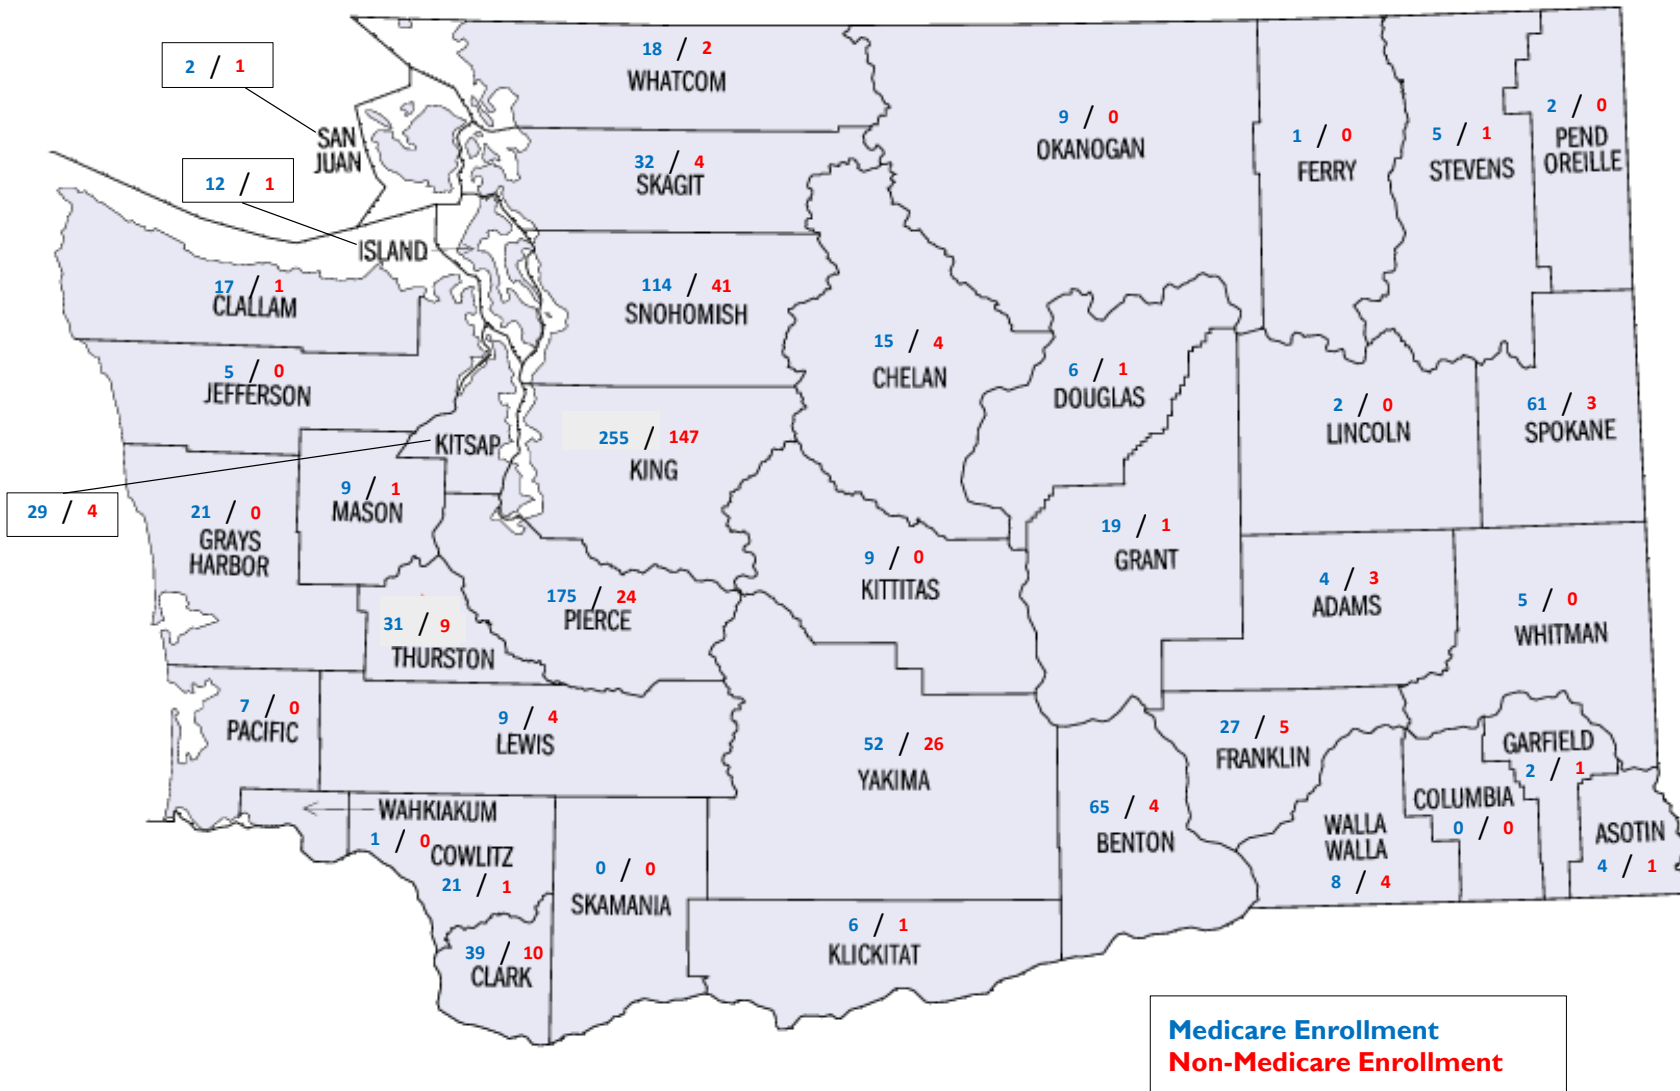 18 / 2
WHATCOM
2 / 1
SAN
JUAN
9 / 0
OKANOGAN
1 / 0
FERRY
5 / 1
STEVENS
2 / 0
PEND
OREILLE
32 / 4
SKAGIT
12 / 1
ISLAND
17 / 1
CLALLAM
114 / 41
SNOHOMISH
15 / 4
CHELAN
6 / 1
DOUGLAS
5 / 0
JEFFERSON
2 / 0
LINCOLN
61 / 3
SPOKANE
KITSAP
29 / 4
255 / 147
KING
9 / 1
MASON
21 / 0
GRAYS
HARBOR
19 / 1
GRANT
9 / 0
KITTITAS
4 / 3
ADAMS
5 / 0
WHITMAN
175 / 24
PIERCE
31 / 9
THURSTON
7 / 0
PACIFIC
9 / 4
LEWIS
52 / 26
YAKIMA
27 / 5
FRANKLIN
GARFIELD
2 / 1
WAHKIAKUM
1 / 0
COWLITZ
21 / 1
65 / 4
BENTON
WALLA
WALLA
8 / 4
COLUMBIA
0 / 0
ASOTIN
4 / 1
0 / 0
SKAMANIA
6 / 1
KLICKITAT
39 / 10
CLARK
Medicare Enrollment
Non-Medicare Enrollment